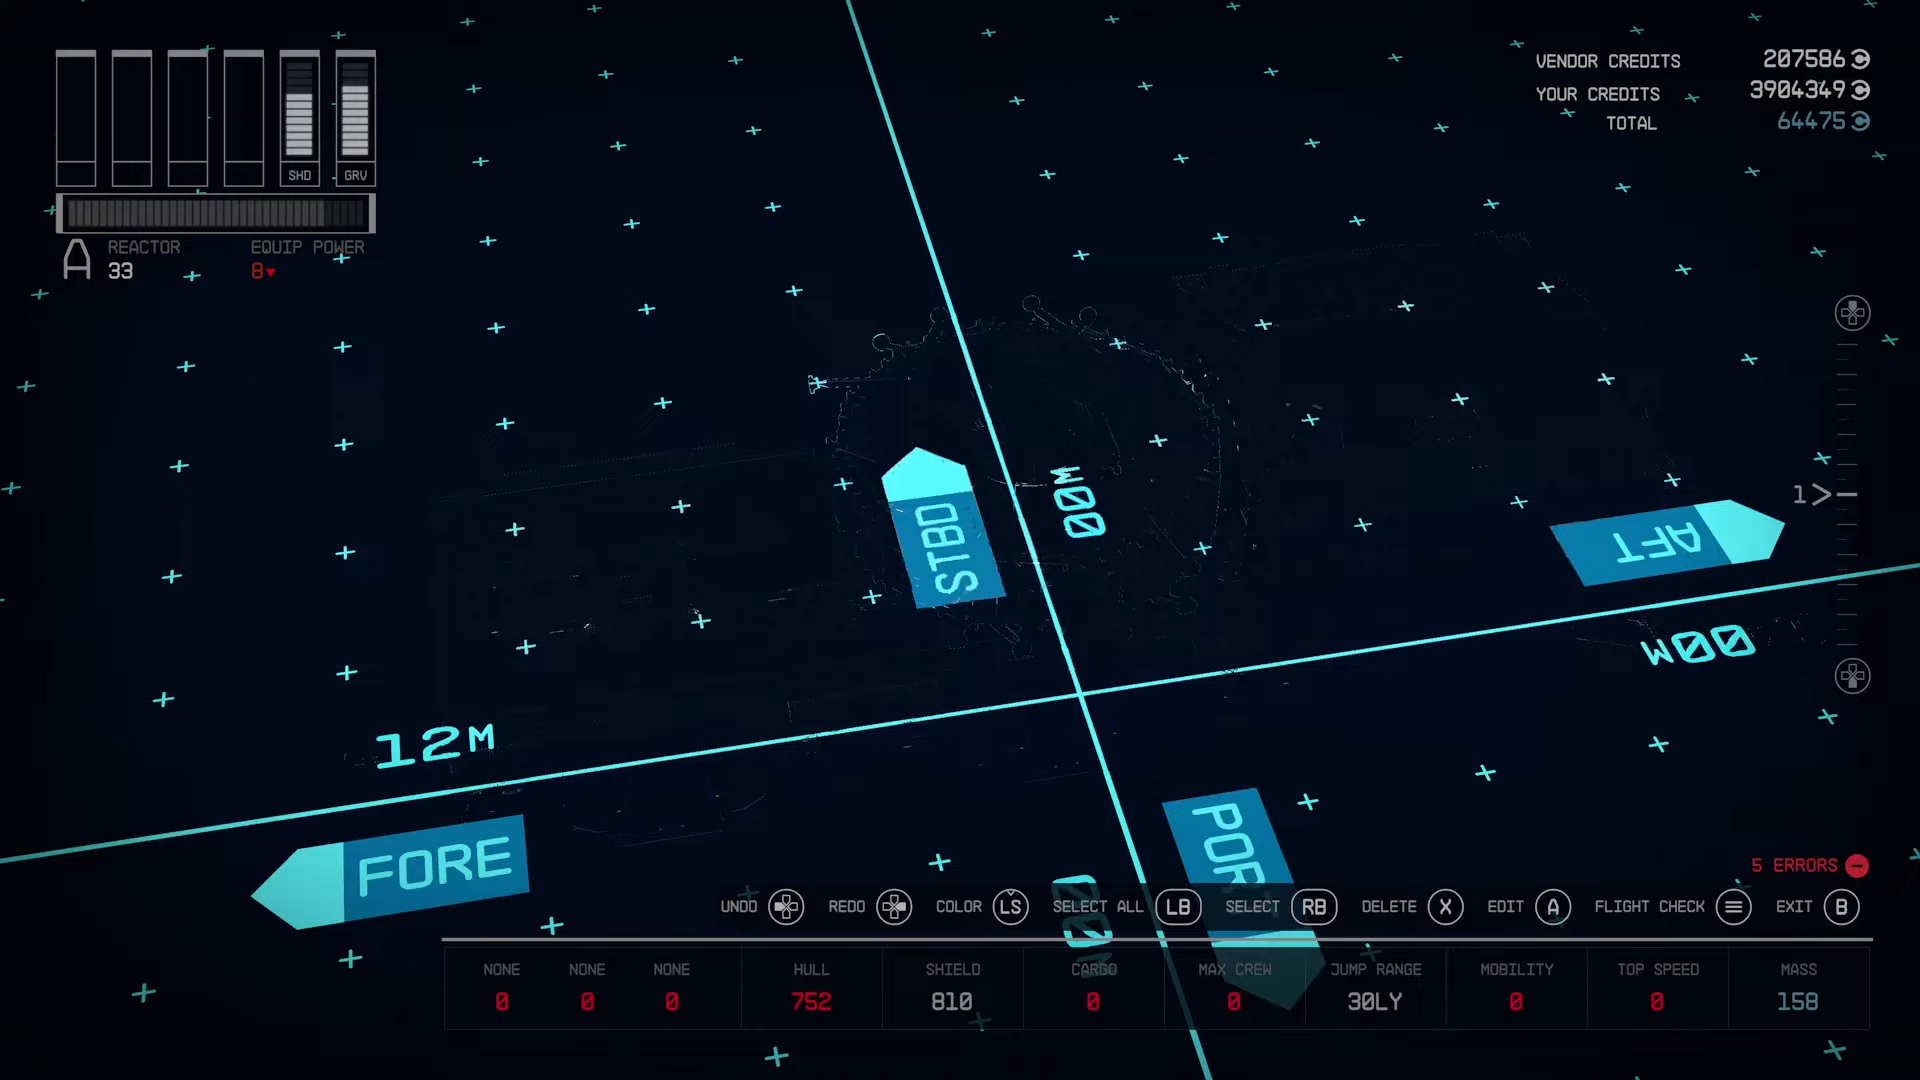 VENDOR CREDITS 207586
YOUR CREDITS 3904349
TOTAL 64475
SHD GRV
A REACTOR EQUIP POWER
33 8
STBD
00M
AFT
00M
1
12M
FORE
PORT
00M
5 ERRORS
UNDO REDO COLOR LS SELECT ALL LB SELECT RB DELETE X EDIT A FLIGHT CHECK EXIT B
NONE NONE NONE HULL SHIELD CARGO MAX CREW JUMP RANGE MOBILITY TOP SPEED MASS
0 0 0 752 810 0 0 30LY 0 0 158